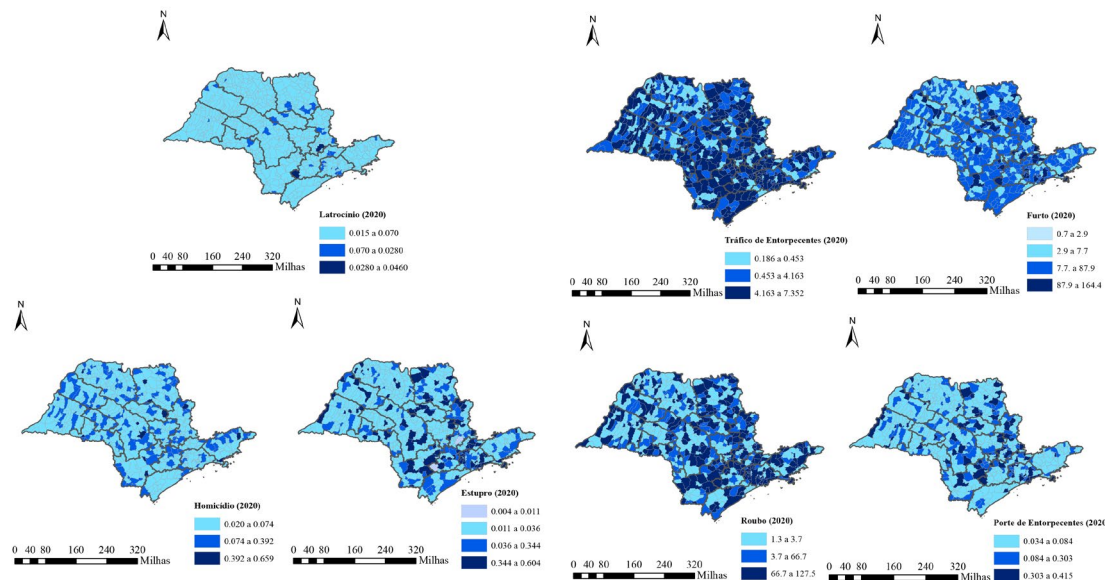 N
Latrocínio (2020)
0.015 a 0.070
0.070 a 0.0280
0.0280 a 0.0460
0 40 80 160 240 320
Milhas
N
Tráfico de Entorpecentes (2020)
0.186 a 0.453
0.453 a 4.163
4.163 a 7.352
0 40 80 160 240 320
Milhas
N
Furto (2020)
0.7 a 2.9
2.9 a 7.7
7.7. a 87.9
87.9 a 164.4
0 40 80 160 240 320
Milhas
N
Homicídio (2020)
0.020 a 0.074
0.074 a 0.392
0.392 a 0.659
0 40 80 160 240 320
Milhas
N
Estupro (2020)
0.004 a 0.011
0.011 a 0.036
0.036 a 0.344
0.344 a 0.604
0 40 80 160 240 320
Milhas
N
Roubo (2020)
1.3 a 3.7
3.7 a 66.7
66.7 a 127.5
0 40 80 160 240 320
Milhas
N
Porte de Entorpecentes (2020
0.034 a 0.084
0.084 a 0.303
0.303 a 0.415
0 40 80 160 240 320
Milhas